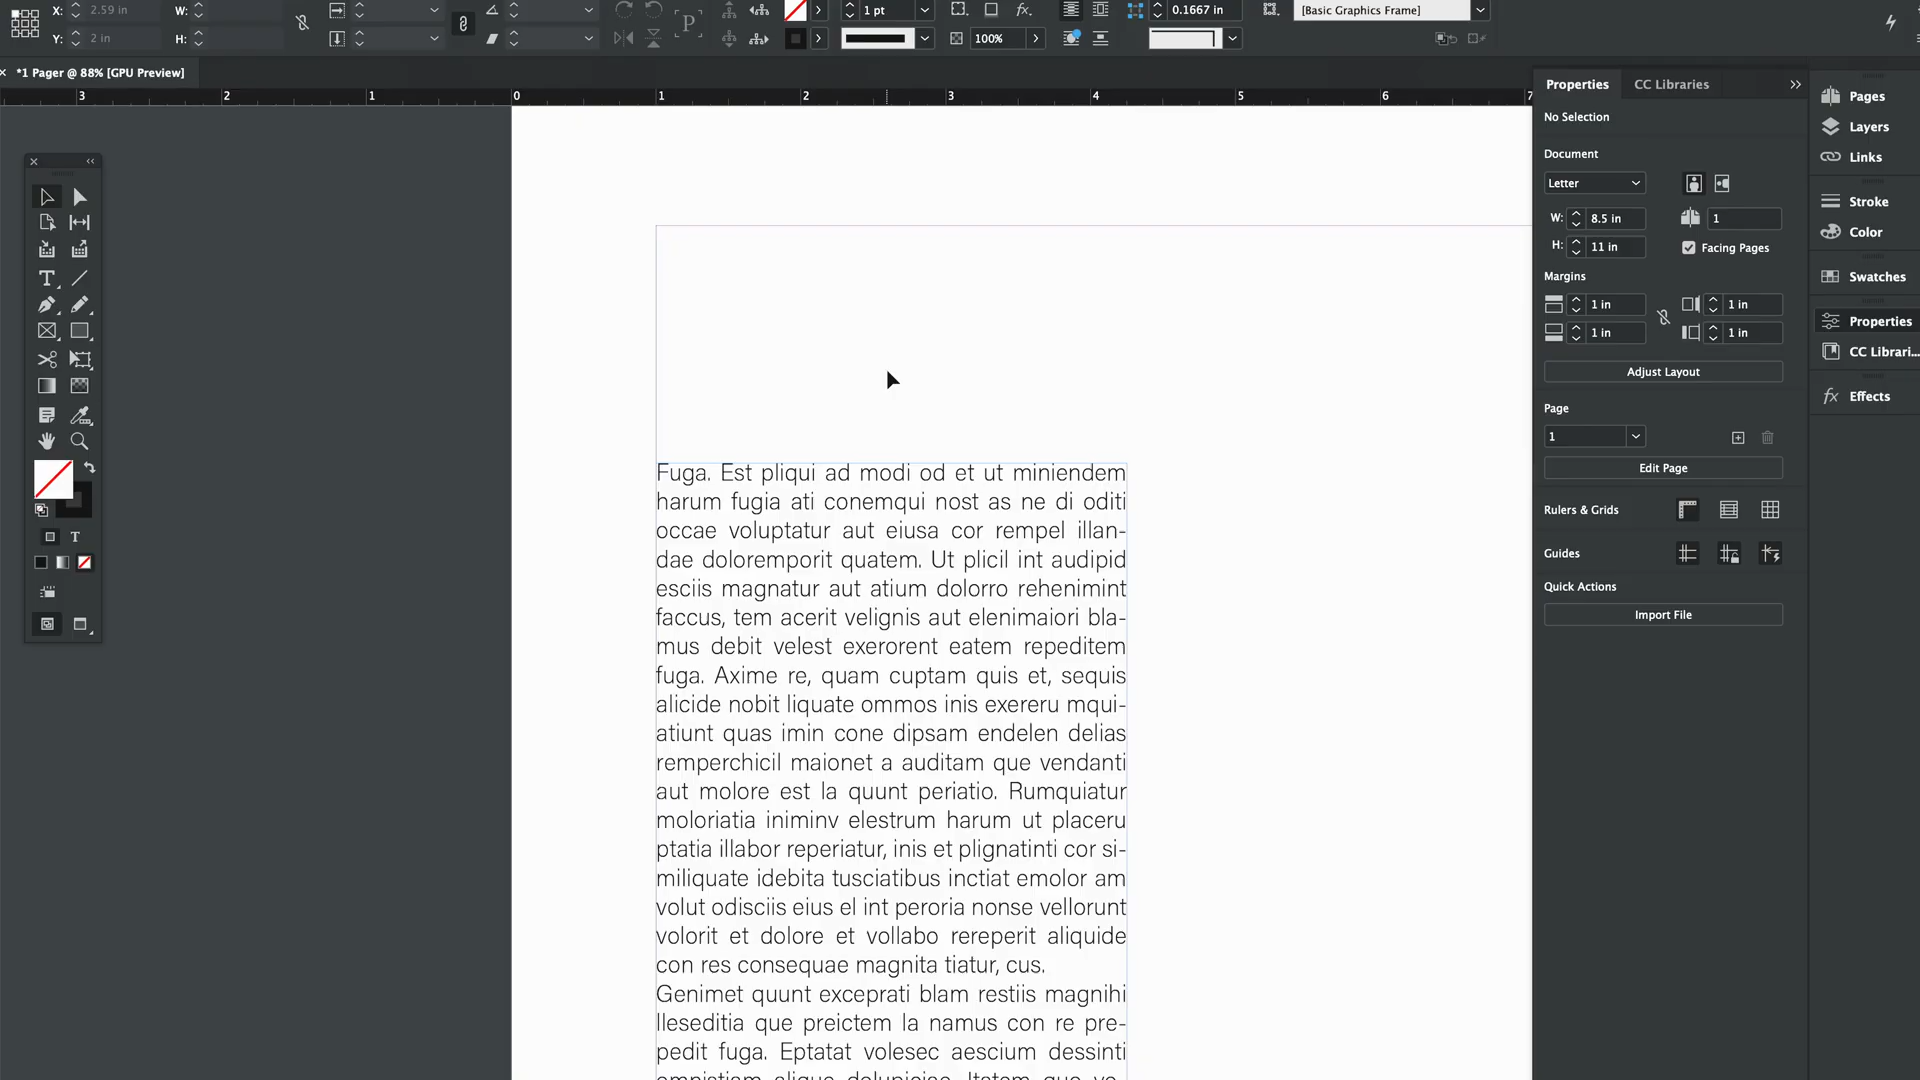 X: 2.59 in W: 1 pt 0.1667 in [Basic Graphics Frame]
Y: 2 in H: 100%
*1 Pager @ 88% [GPU Preview]
3 2 1 0 1 2 3 4 5 6 7
Properties CC Libraries
No Selection
Document
Letter
W: 8.5 in 1
H: 11 in Facing Pages
Margins
1 in 1 in
1 in 1 in
Adjust Layout
Page
1
Edit Page
Rulers & Grids
Guides
Quick Actions
Import File
Pages
Layers
Links
Stroke
Color
Swatches
Properties
CC Librari...
fx Effects
Fuga. Est pliqui ad modi od et ut miniendem
harum fugia ati conemqui nost as ne di oditi
occae voluptatur aut eiusa cor rempel illan-
dae doloremporit quatem. Ut plicil int audipid
esciis magnatur aut atium dolorro rehenimint
faccus, tem acerit velignis aut elenimaiori bla-
mus debit velest exerorent eatem repeditem
fuga. Axime re, quam cuptam quis et, sequis
alicide nobit liquate ommos inis exereru mqui-
atiunt quas imin cone dipsam endelen delias
remperchicil maionet a auditam que vendanti
aut molore est la quunt periatio. Rumquiatur
moloriatia iniminv elestrum harum ut placeru
ptatia illabor reperiatur, inis et plignatinti cor si-
miliquate idebita tusciatibus inctiat emolor am
volut odisciis eius el int peroria nonse vellorunt
volorit et dolore et vollabo rereperit aliquide
con res consequae magnita tiatur, cus.
Genimet quunt exceprati blam restiis magnihi
lleseditia que preictem la namus con re pre-
pedit fuga. Eptatat volesec aescium dessinti